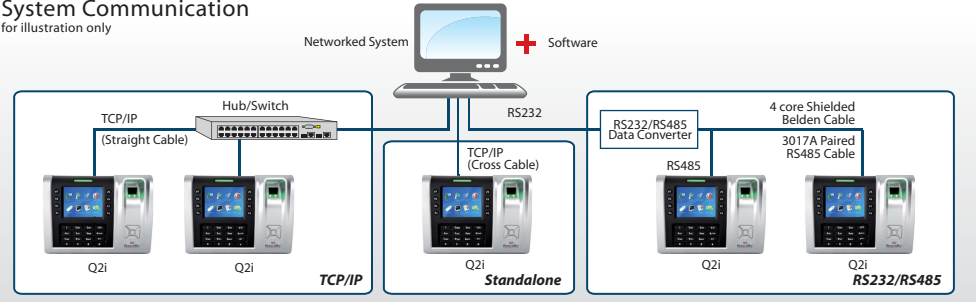 System Communication
for illustration only
Networked System
Software
Hub/Switch
TCP/IP
(Straight Cable)
RS232
RS232/RS485
Data Converter
4 core Shielded
Belden Cable
3017A Paired
RS485 Cable
TCP/IP
(Cross Cable)
RS485
Q2i
Q2i
Q2i
Q2i
Q2i
TCP/IP
Standalone
RS232/RS485